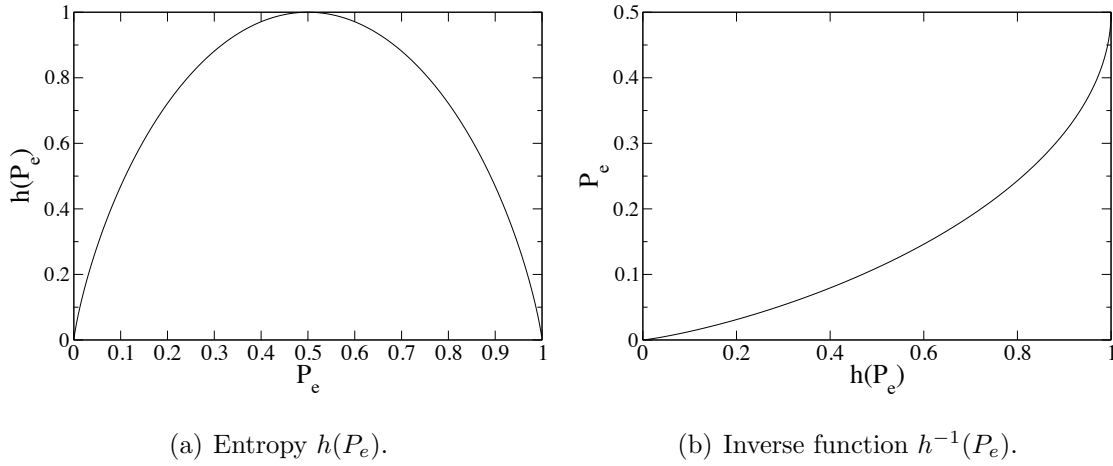 1
0.8
0.6
0.4
0.2
0
h(P_e)
0 0.1 0.2 0.3 0.4 0.5 0.6 0.7 0.8 0.9 1
P_e
0.5
0.4
0.3
0.2
0.1
0
P_e
0 0.2 0.4 0.6 0.8 1
h(P_e)
(a) Entropy h(P_e).
(b) Inverse function h^{-1}(P_e).